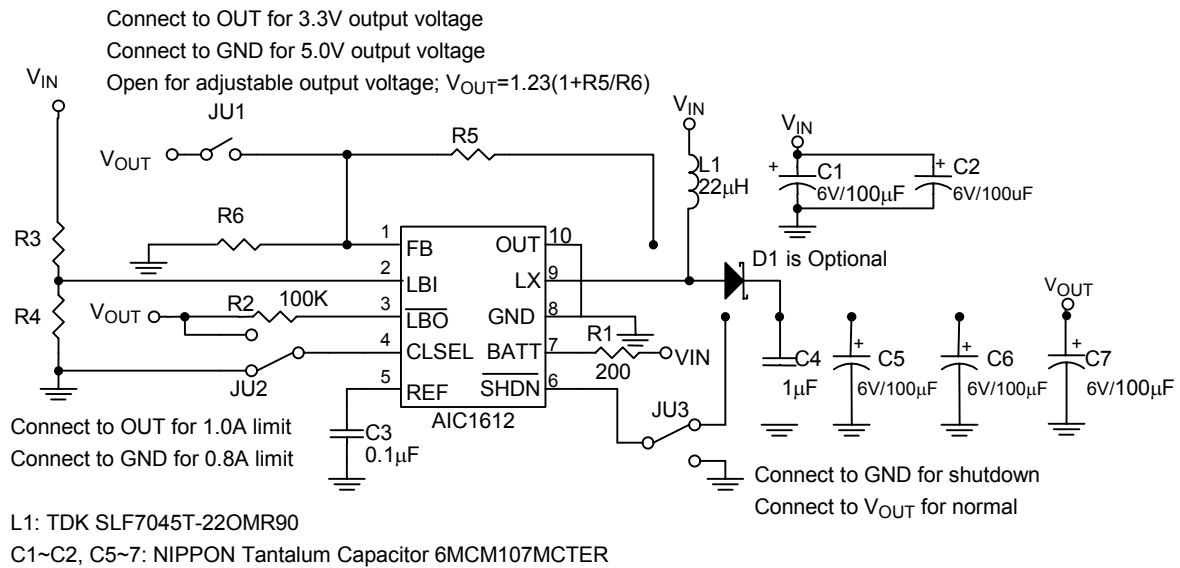 Connect to OUT for 3.3V output voltage
Connect to GND for 5.0V output voltage
Open for adjustable output voltage; VOUT=1.23(1+R5/R6)
VIN
JU1
VOUT
R5
VIN
L1
22μH
VIN
+
C1
6V/100μF
+
C2
6V/100uF
R6
R3
1
FB
OUT
10
2
LBI
LX
9
D1 is Optional
R4
VOUT
R2
100K
3
LBO
GND
8
4
CLSEL
BATT
7
R1
200
VIN
5
REF
SHDN
6
JU2
AIC1612
C3
0.1μF
JU3
C4
1μF
+
C5
6V/100μF
+
C6
6V/100μF
VOUT
+
C7
6V/100μF
Connect to OUT for 1.0A limit
Connect to GND for 0.8A limit
Connect to GND for shutdown
Connect to VOUT for normal
L1: TDK SLF7045T-22OMR90
C1~C2, C5~7: NIPPON Tantalum Capacitor 6MCM107MCTER